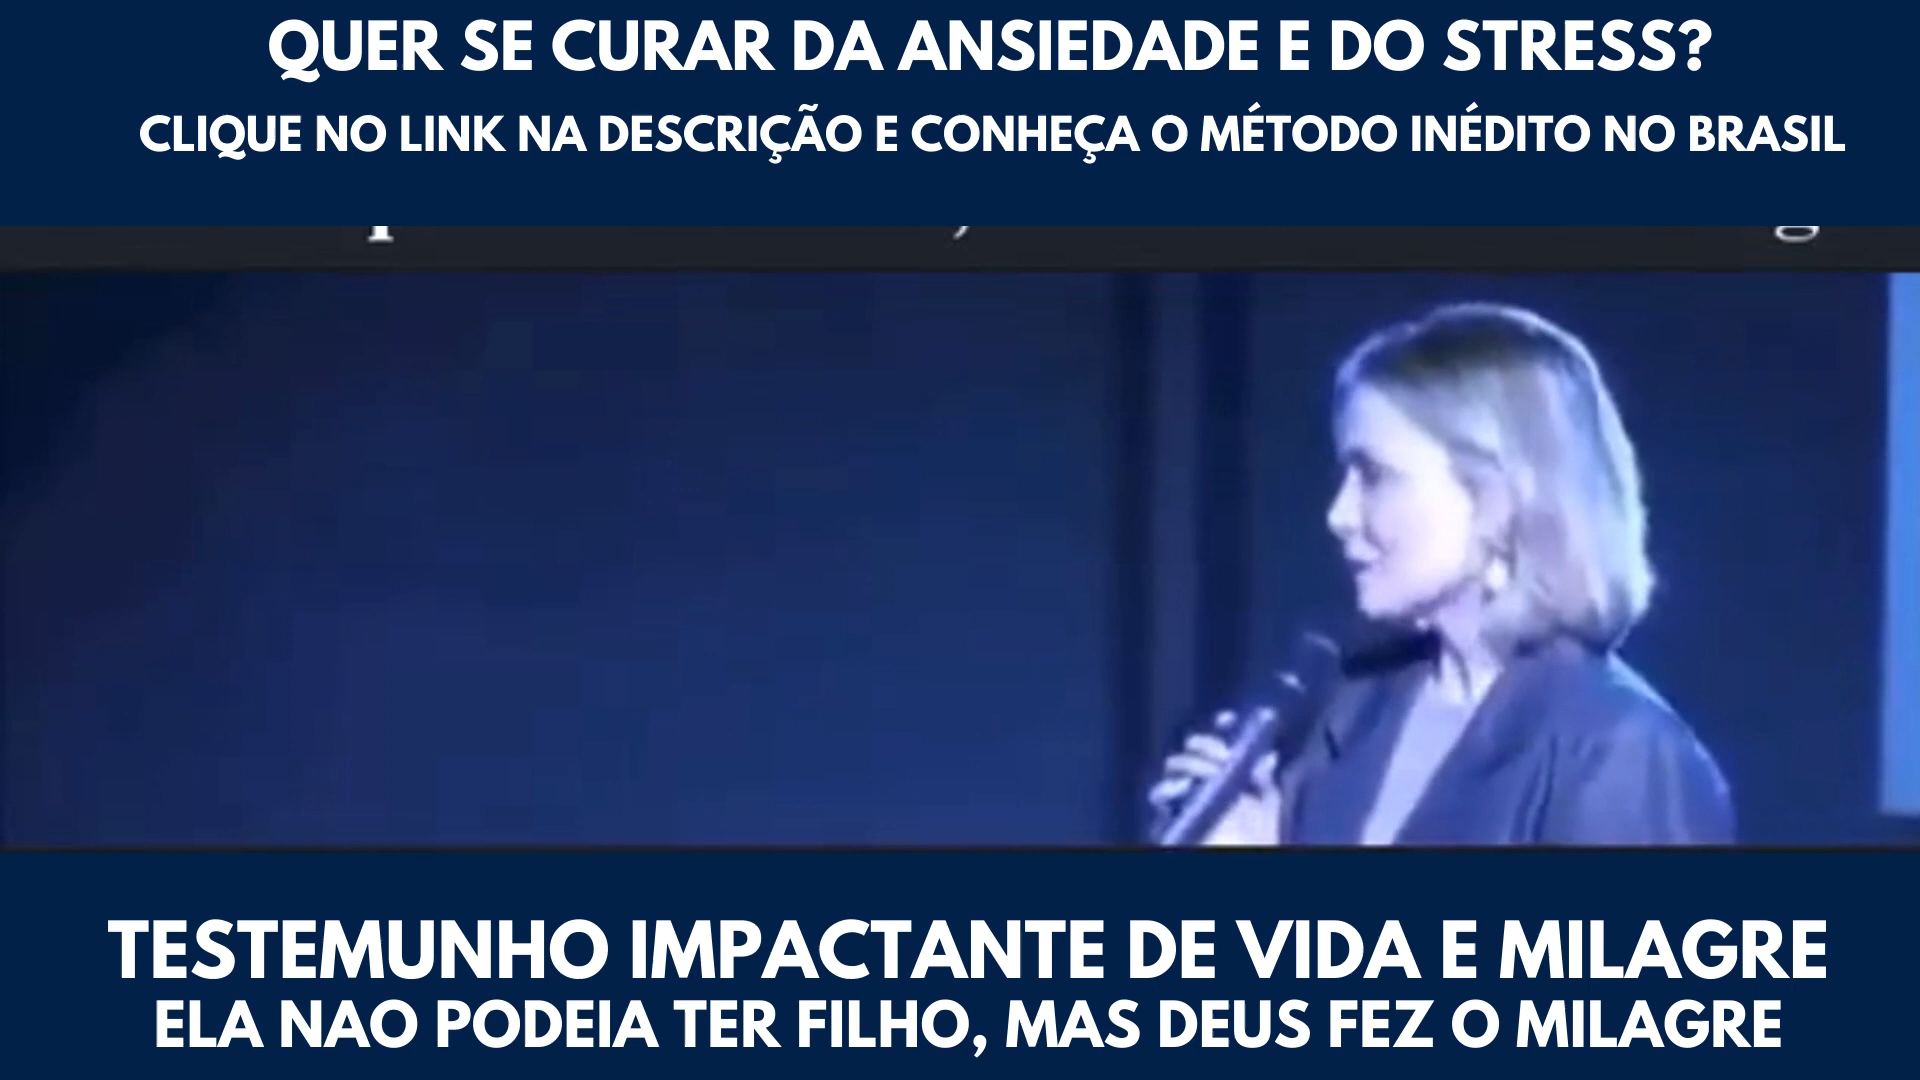 QUER SE CURAR DA ANSIEDADE E DO STRESS?
CLIQUE NO LINK NA DESCRIÇÃO E CONHEÇA O MÉTODO INÉDITO NO BRASIL
TESTEMUNHO IMPACTANTE DE VIDA E MILAGRE
ELA NAO PODEIA TER FILHO, MAS DEUS FEZ O MILAGRE